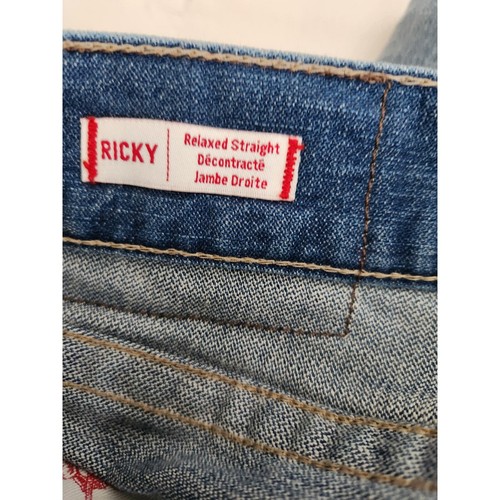 RICKY
Relaxed Straight
Décontracté
Jambe Droite